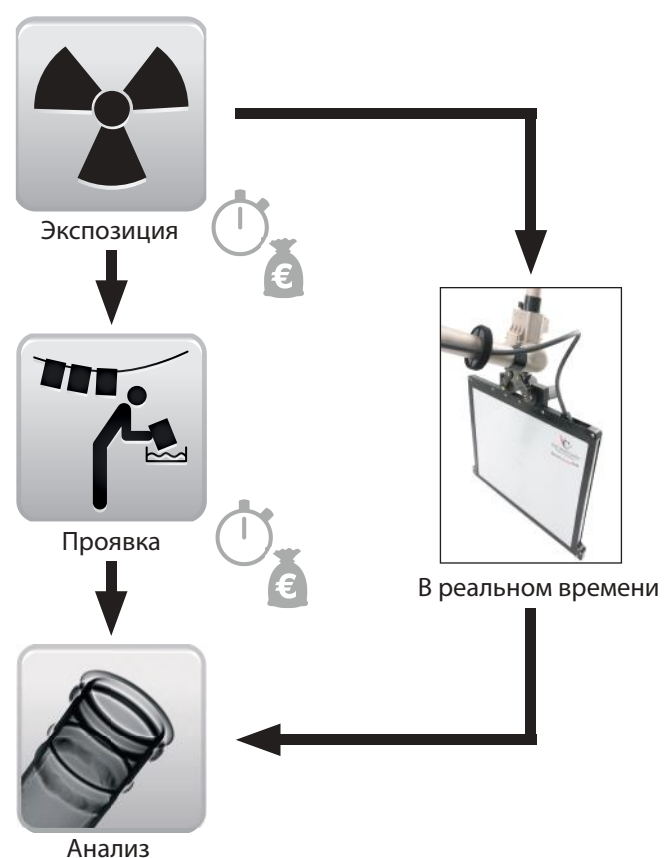 Экспозиция
€
Проявка
€
В реальном времени
Анализ